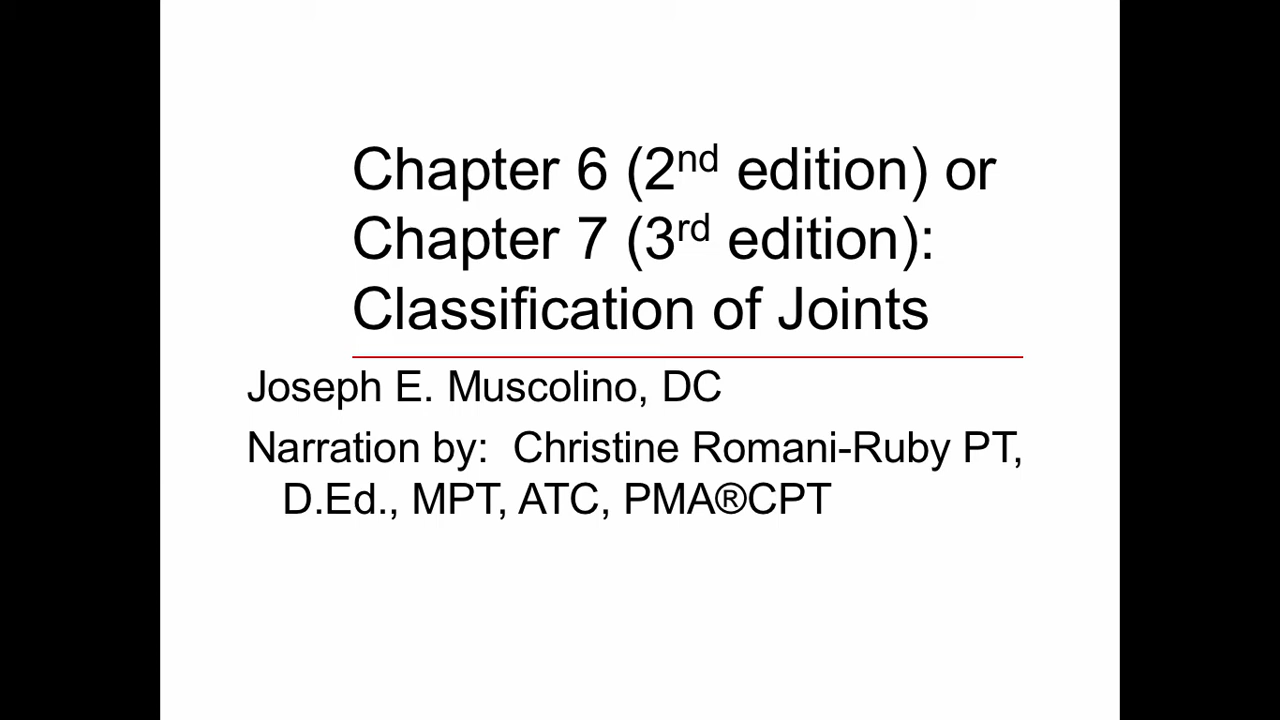 Chapter 6 (2nd edition) or
Chapter 7 (3rd edition):
Classification of Joints
Joseph E. Muscolino, DC
Narration by:  Christine Romani-Ruby PT,
D.Ed., MPT, ATC, PMA®CPT